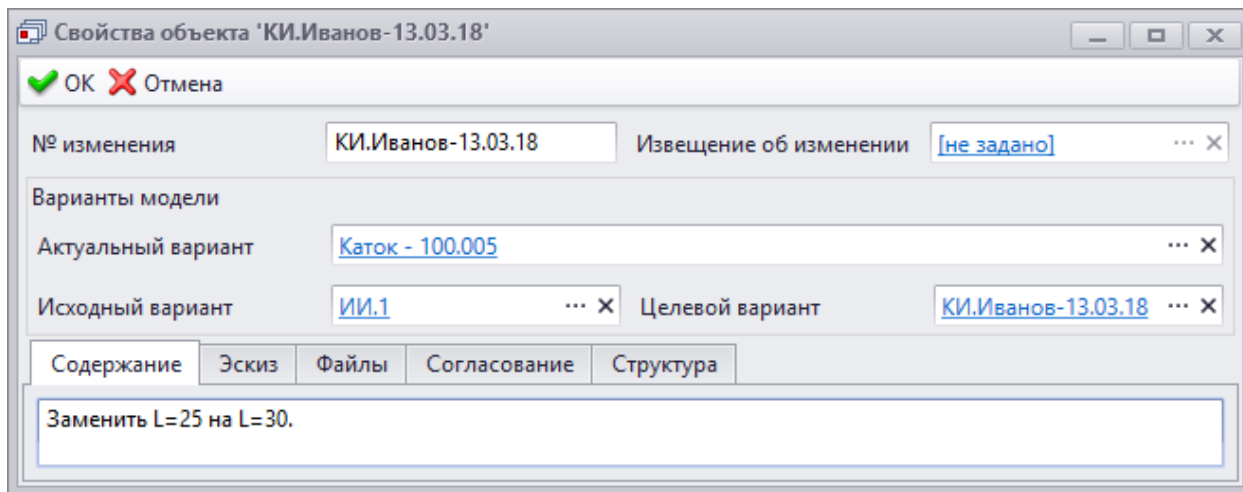 Свойства объекта 'КИ.Иванов-13.03.18'
ОК Отмена
№ изменения КИ.Иванов-13.03.18 Извещение об изменении [не задано] ...
Варианты модели
Актуальный вариант Каток - 100.005 ...
Исходный вариант ИИ.1 ... Целевой вариант КИ.Иванов-13.03.18 ...
Содержание Эскиз Файлы Согласование Структура
Заменить L=25 на L=30.